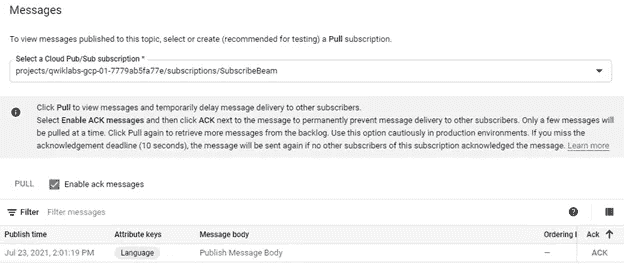 Messages
To view messages published to this topic, select or create (recommended for testing) a Pull subscription.
Select a Cloud Pub/Sub subscription *
projects/qwiklabs-gcp-01-7779ab5fa77e/subscriptions/SubscribeBeam
Click Pull to view messages and temporarily delay message delivery to other subscribers.
Select Enable ACK messages and then click ACK next to the message to permanently prevent message delivery to other subscribers. Only a few messages will
be pulled at a time. Click Pull again to retrieve more messages from the backlog. Use this option cautiously in production environments. If you miss the
acknowledgement deadline (10 seconds), the message will be sent again if no other subscribers of this subscription acknowledged the message. Learn more
PULL Enable ack messages
Filter Filter messages
Publish time Attribute keys Message body Ordering Ack
Jul 23, 2021, 2:01:19 PM Language Publish Message Body — ACK